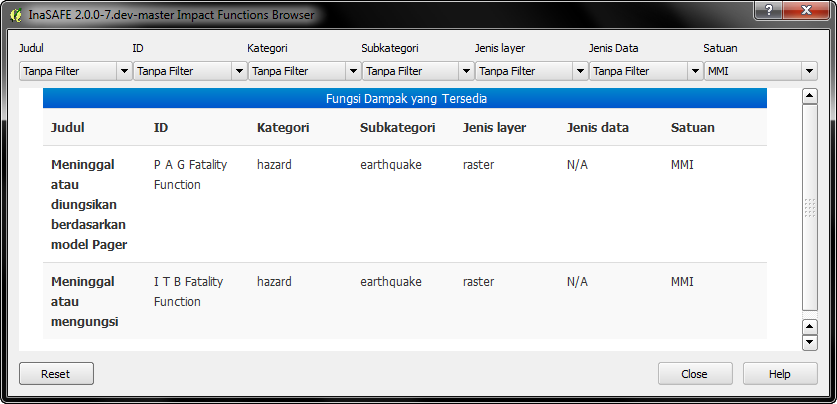 InaSAFE 2.0.0-7.dev-master Impact Functions Browser
Judul ID Kategori Subkategori Jenis layer Jenis Data Satuan
Tanpa Filter Tanpa Filter Tanpa Filter Tanpa Filter Tanpa Filter Tanpa Filter MMI
Fungsi Dampak yang Tersedia
Judul ID Kategori Subkategori Jenis layer Jenis data Satuan
Meninggal P A G Fatality hazard earthquake raster N/A MMI
atau Function
diungsikan
berdasarkan
model Pager
Meninggal I T B Fatality hazard earthquake raster N/A MMI
atau Function
mengungsi
Reset Close Help